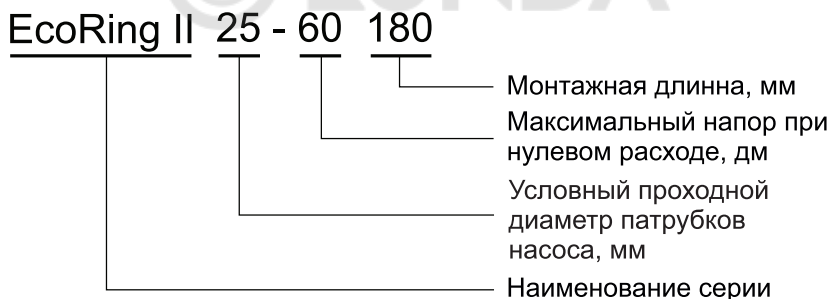 EcoRing II 25 - 60 180
Монтажная длинна, мм
Максимальный напор при
нулевом расходе, дм
Условный проходной
диаметр патрубков
насоса, мм
Наименование серии